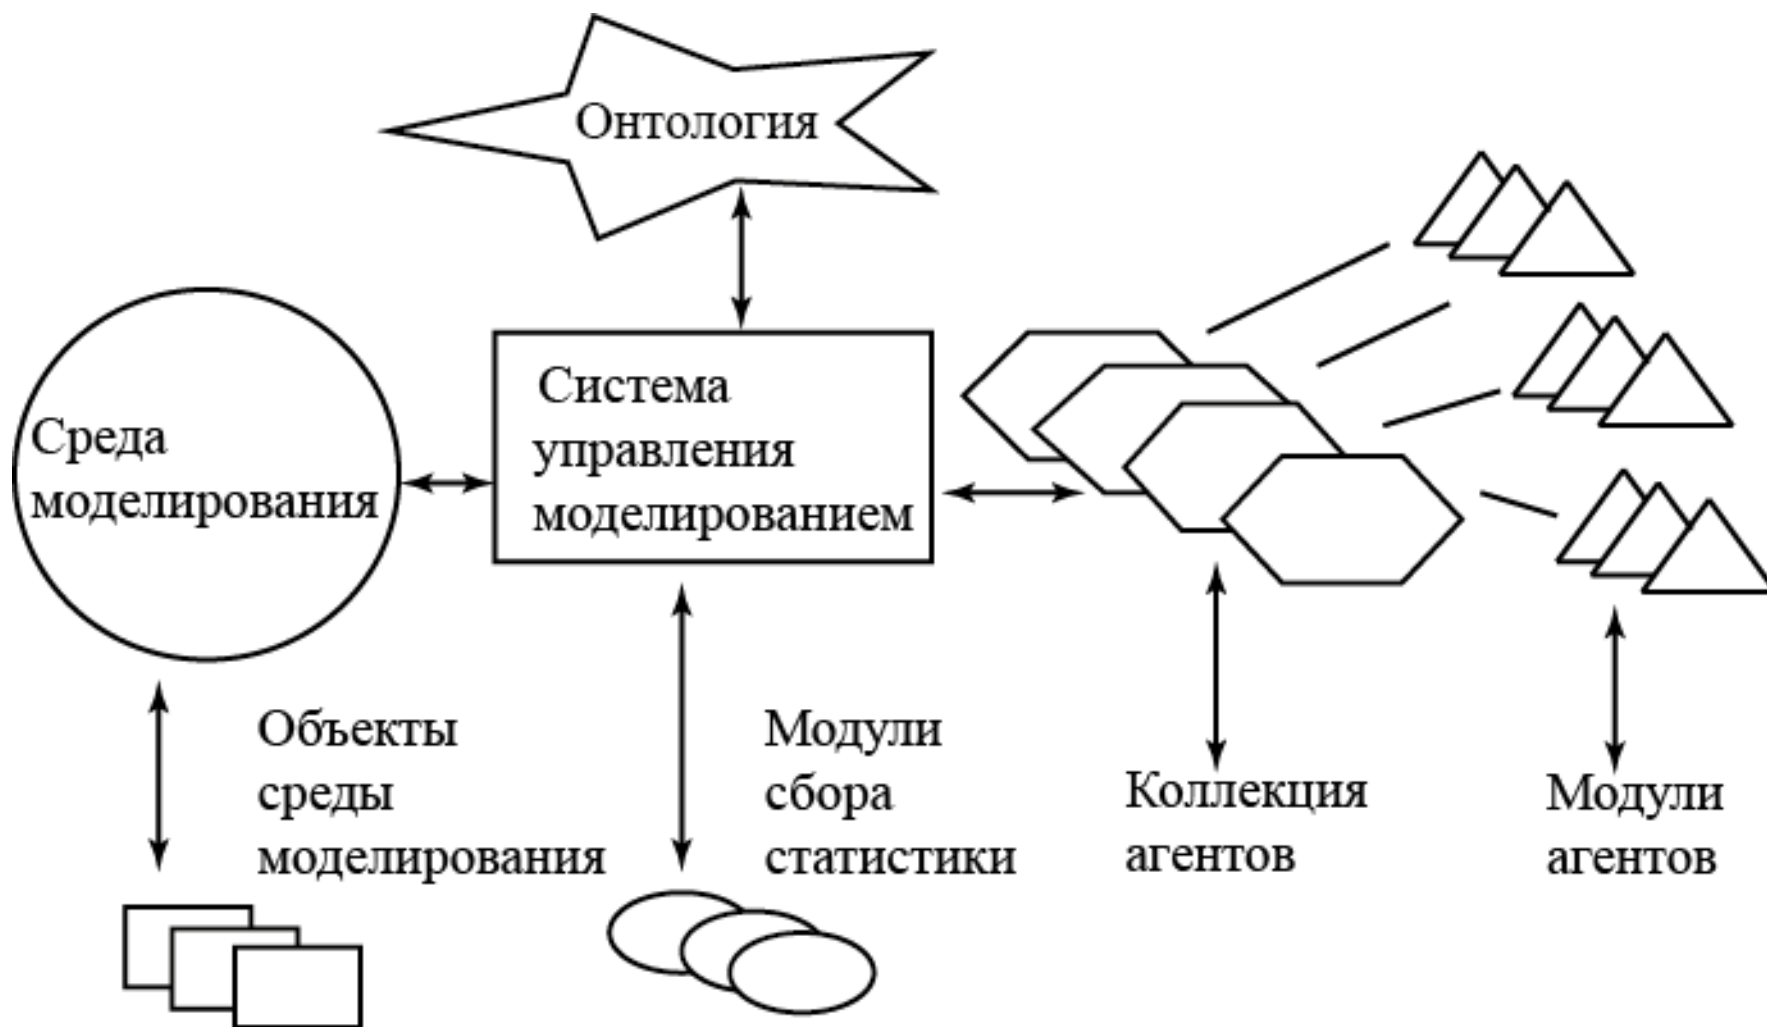 Онтология
Среда
моделирования
Система
управления
моделированием
Объекты
среды
моделирования
Модули
сбора
статистики
Коллекция
агентов
Модули
агентов